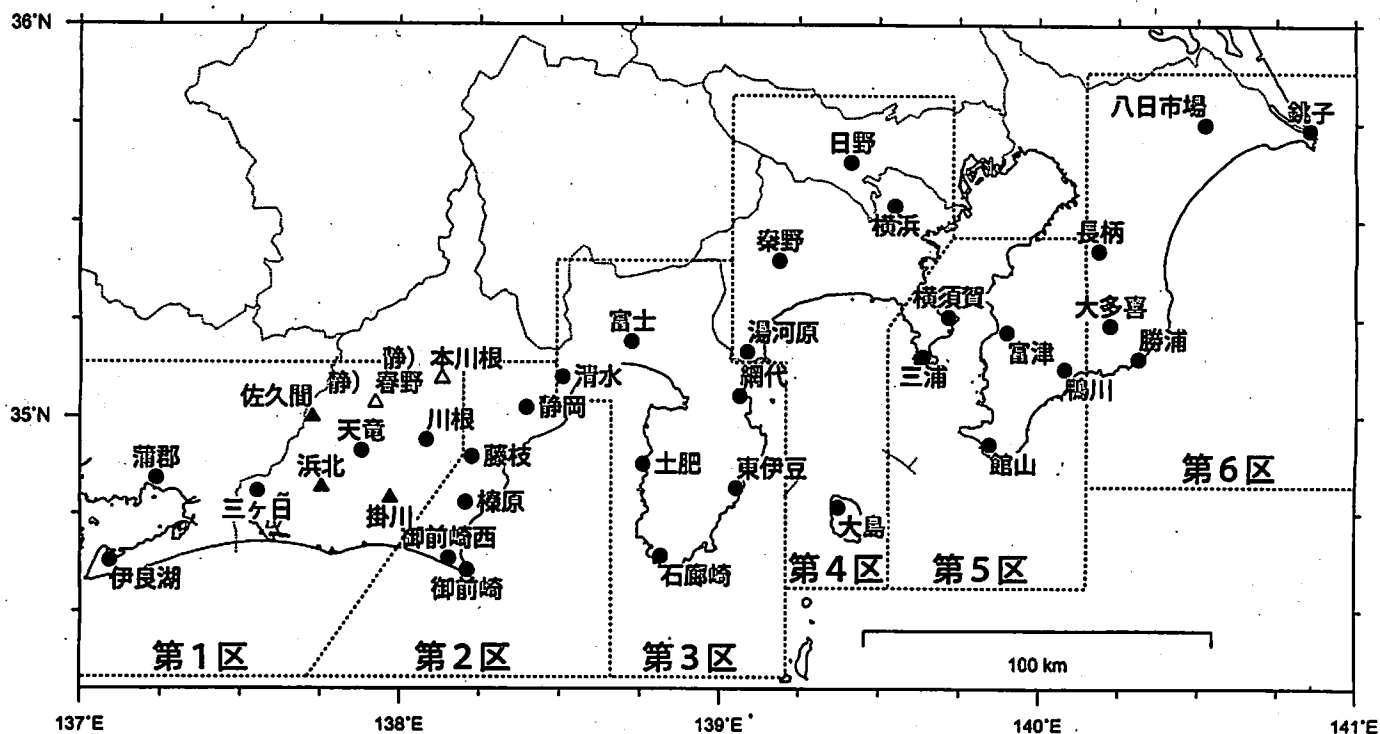 36°N
八日市場
銚子
日野
横浜
秦野
長柄
横須賀
大多喜
富士
湯河原
勝浦
富津
静）本川根
三浦
網代
鴨川
静）春野
清水
佐久間
静岡
35°N
川根
天竜
藤枝
土肥
館山
蒲郡
浜北
東伊豆
第6区
三ヶ日
掛川
榛原
大島
御前崎西
伊良湖
御前崎
石廊崎
第4区
第5区
第1区
第2区
第3区
100 km
137°E
138°E
139°E
140°E
141°E